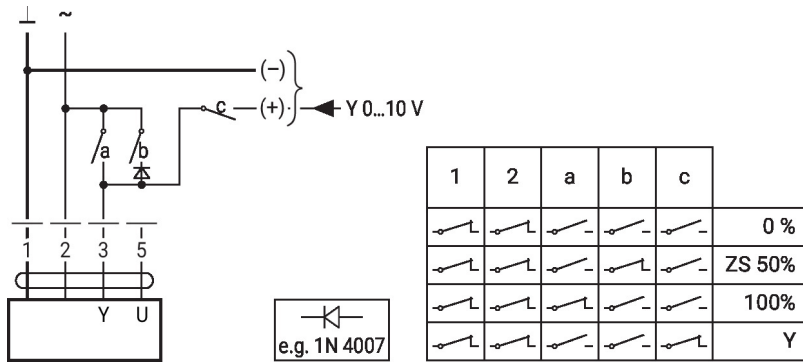 ⊥ ~
(–)
c (+) Y 0...10 V
a b
1 2 3 5
Y U
e.g. 1N 4007
1 2 a b c
0 %
ZS 50%
100%
Y